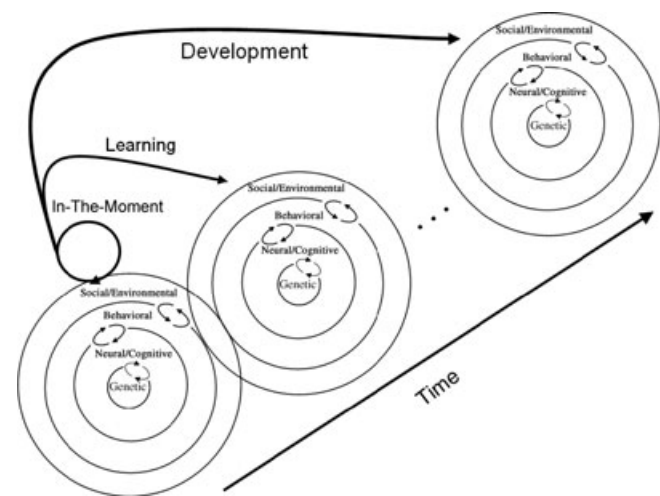 Development
Social/Environmental
Behavioral
Neural/Cognitive
Genetic
Learning
Social/Environmental
Behavioral
Neural/Cognitive
Genetic
In-The-Moment
Social/Environmental
Behavioral
Neural/Cognitive
Genetic
Time